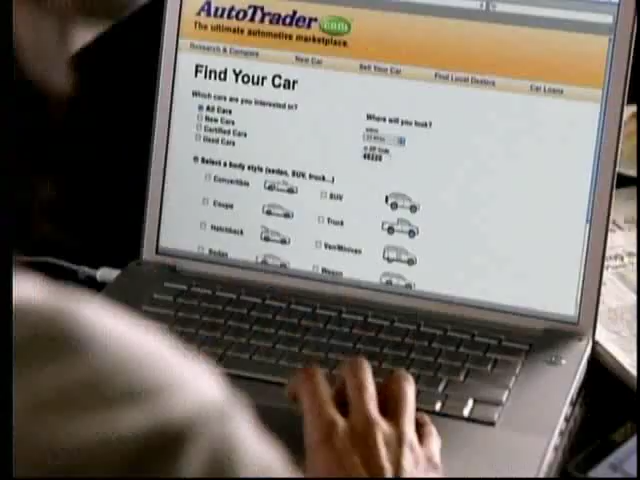 AutoTrader.com
The ultimate automotive marketplace.
Research & Compare New Car Sell Your Car Find Local Dealers Car Loans
Find Your Car
Which cars are you interested in?
All Cars
New Cars
Certified Cars
Used Cars
Where will you look?
Select a body style (sedan, SUV, truck...)
Convertible
SUV
Coupe
Truck
Hatchback
Van/Minivan
Sedan
Wagon